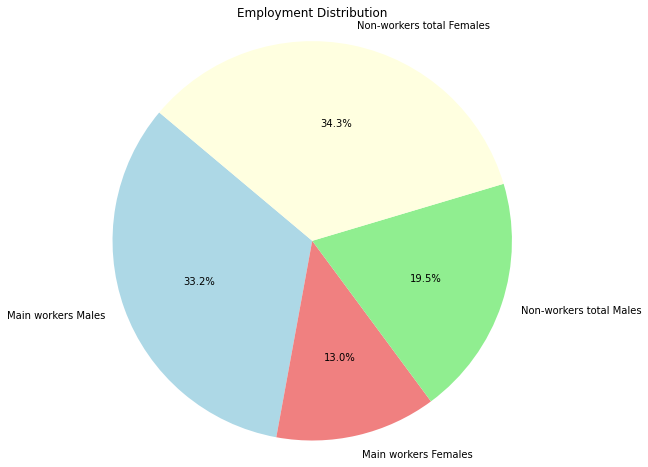 Employment Distribution
Non-workers total Females
34.3%
33.2%
19.5%
Main workers Males
Non-workers total Males
13.0%
Main workers Females